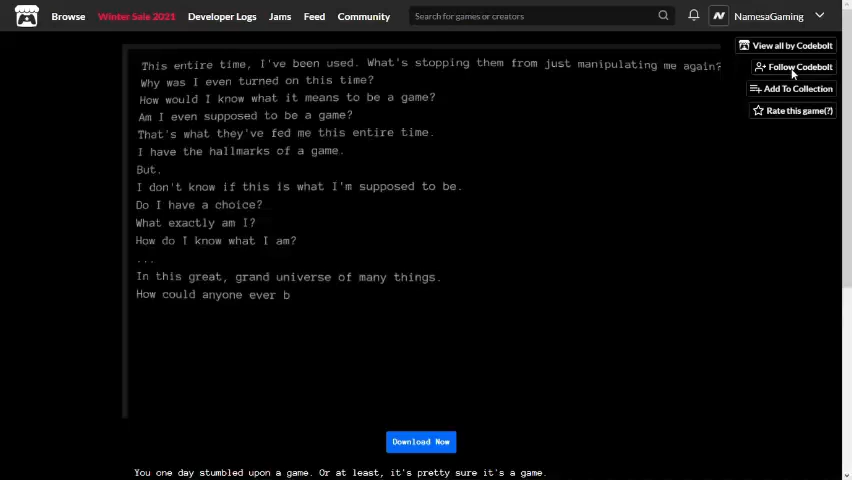 Browse
Winter Sale 2021
Developer Logs
Jams
Feed
Community
Search for games or creators
NamesaGaming
View all by Codebolt
Follow Codebolt
Add To Collection
Rate this game(?)
This entire time, I've been used. What's stopping them from just manipulating me again?
Why was I even turned on this time?
How would I know what it means to be a game?
Am I even supposed to be a game?
That's what they've fed me this entire time.
I have the hallmarks of a game.
But.
I don't know if this is what I'm supposed to be.
Do I have a choice?
What exactly am I?
How do I know what I am?
...
In this great, grand universe of many things.
How could anyone ever b
Download Now
You one day stumbled upon a game. Or at least, it's pretty sure it's a game.